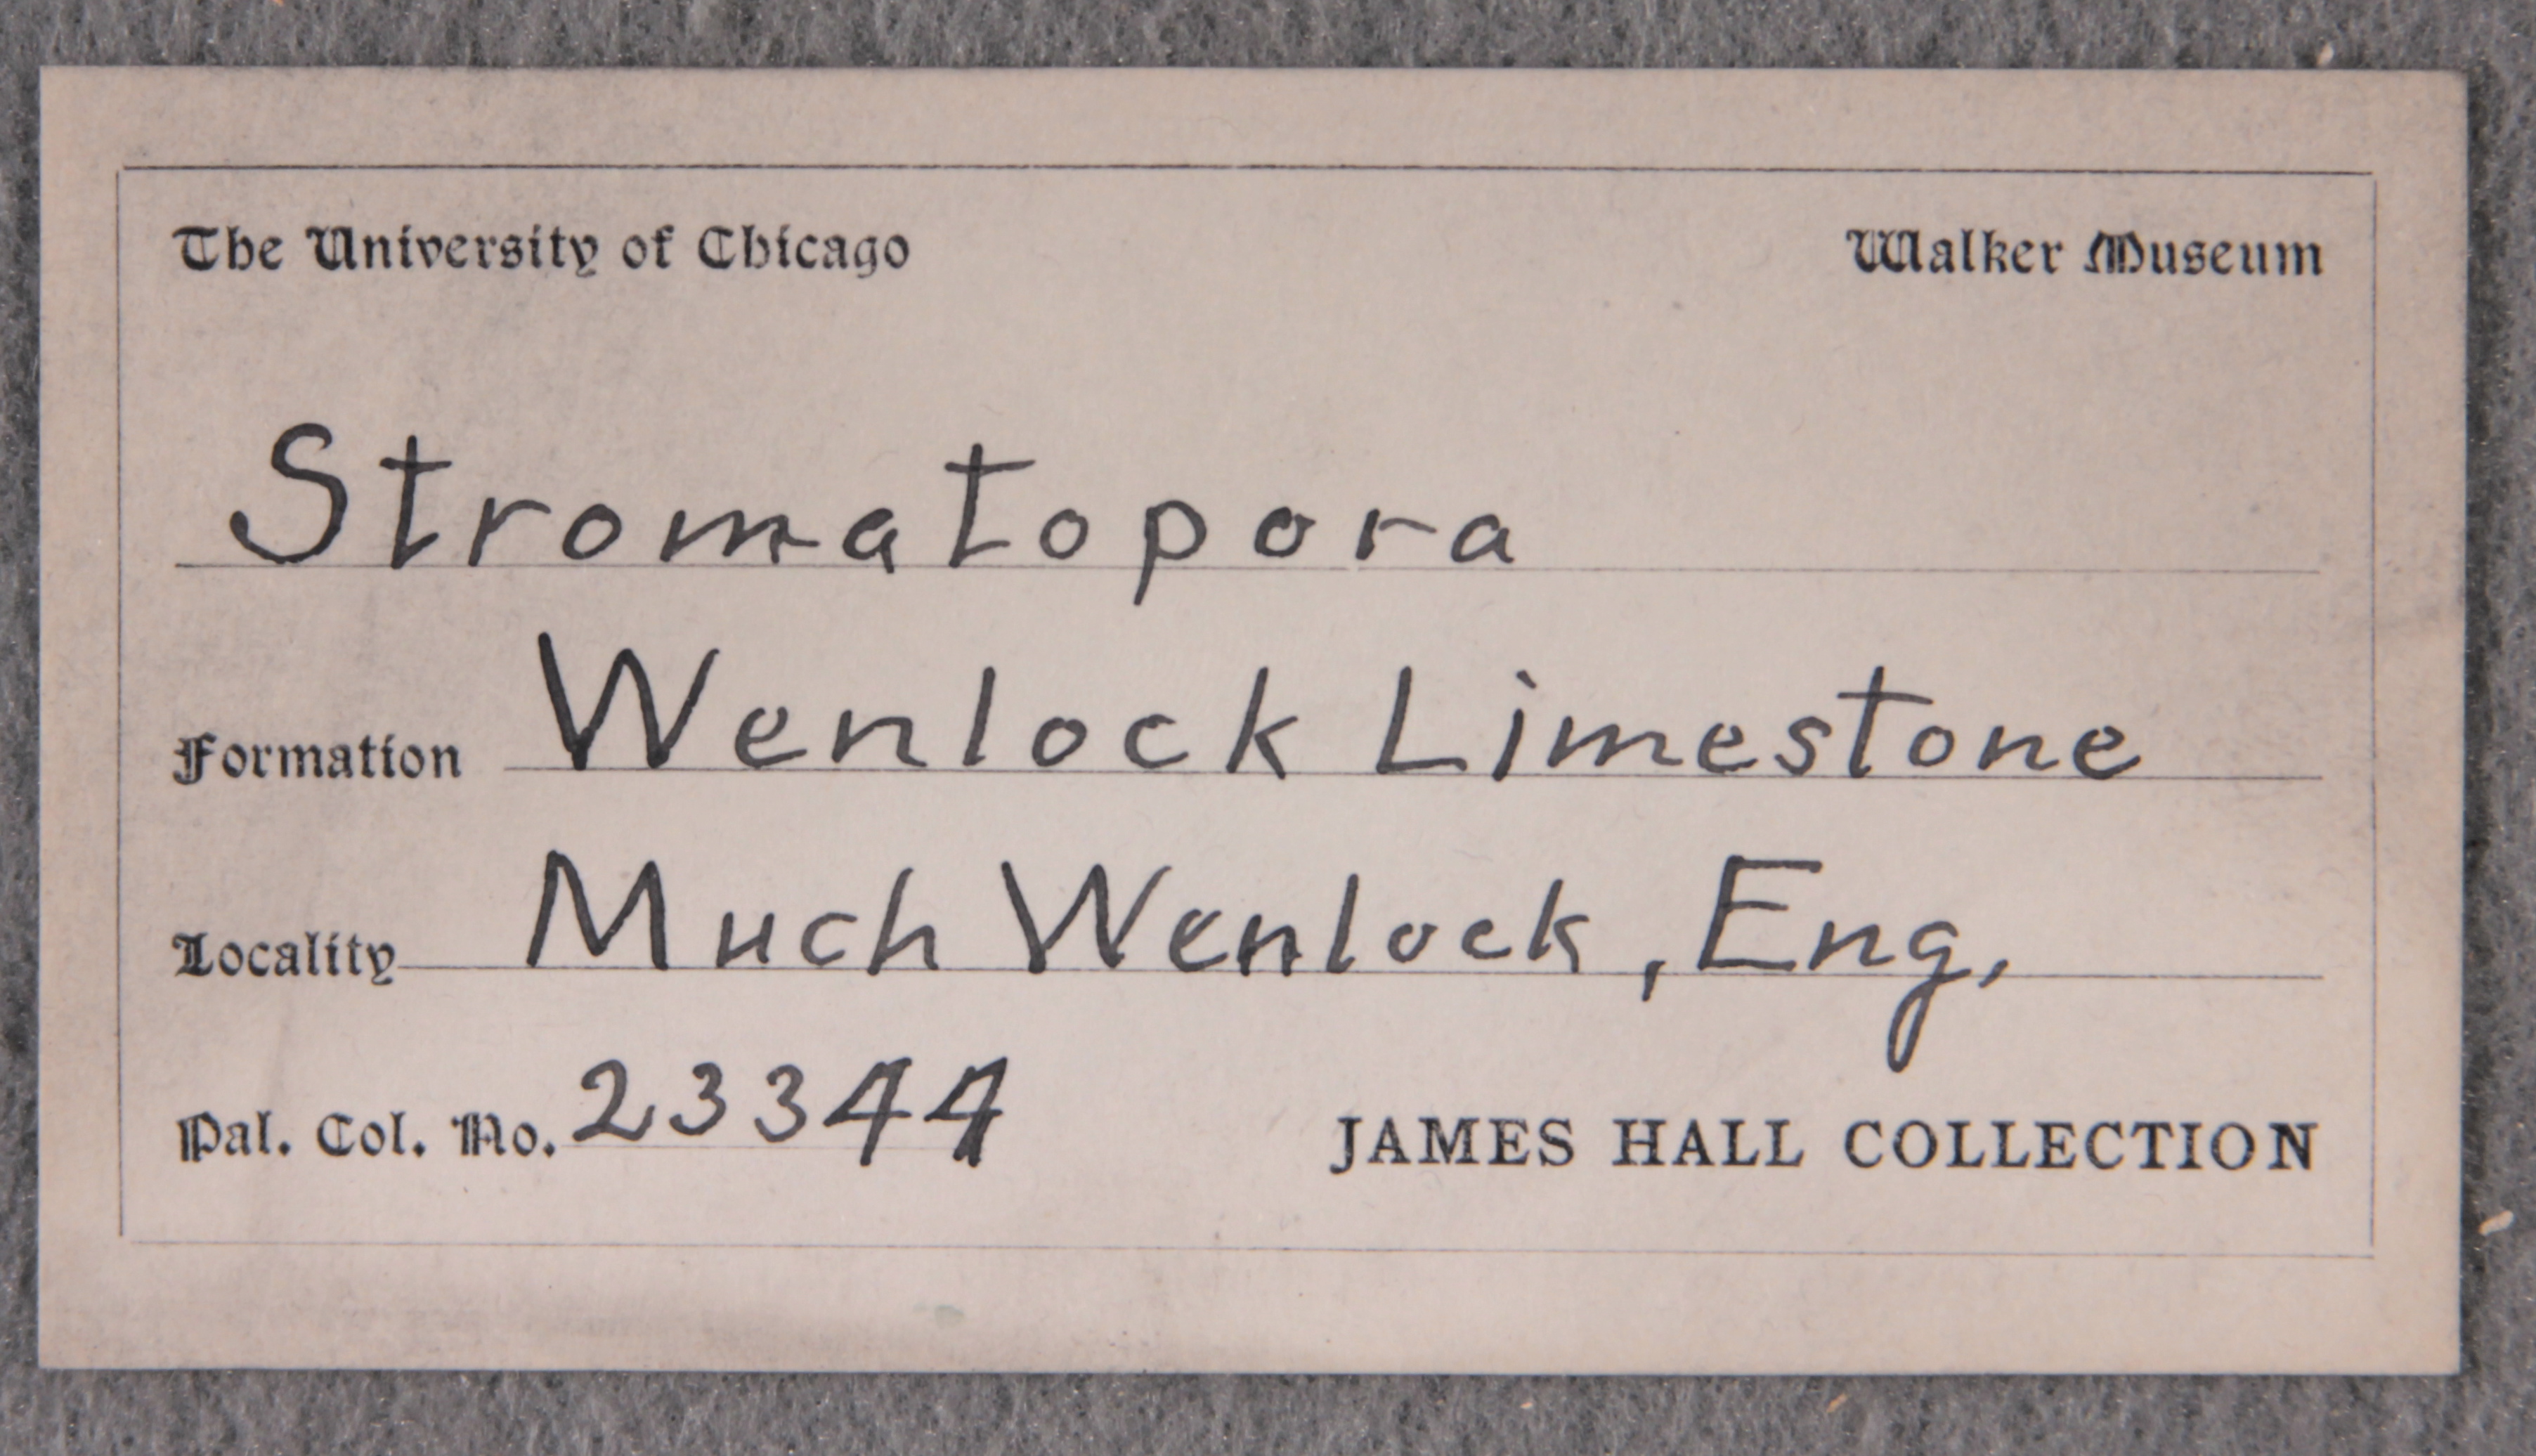 The University of Chicago Walker Museum
Stromatopora
Formation Wenlock Limestone
Locality Much Wenlock, Eng.
Pal. Col. No. 23344 JAMES HALL COLLECTION